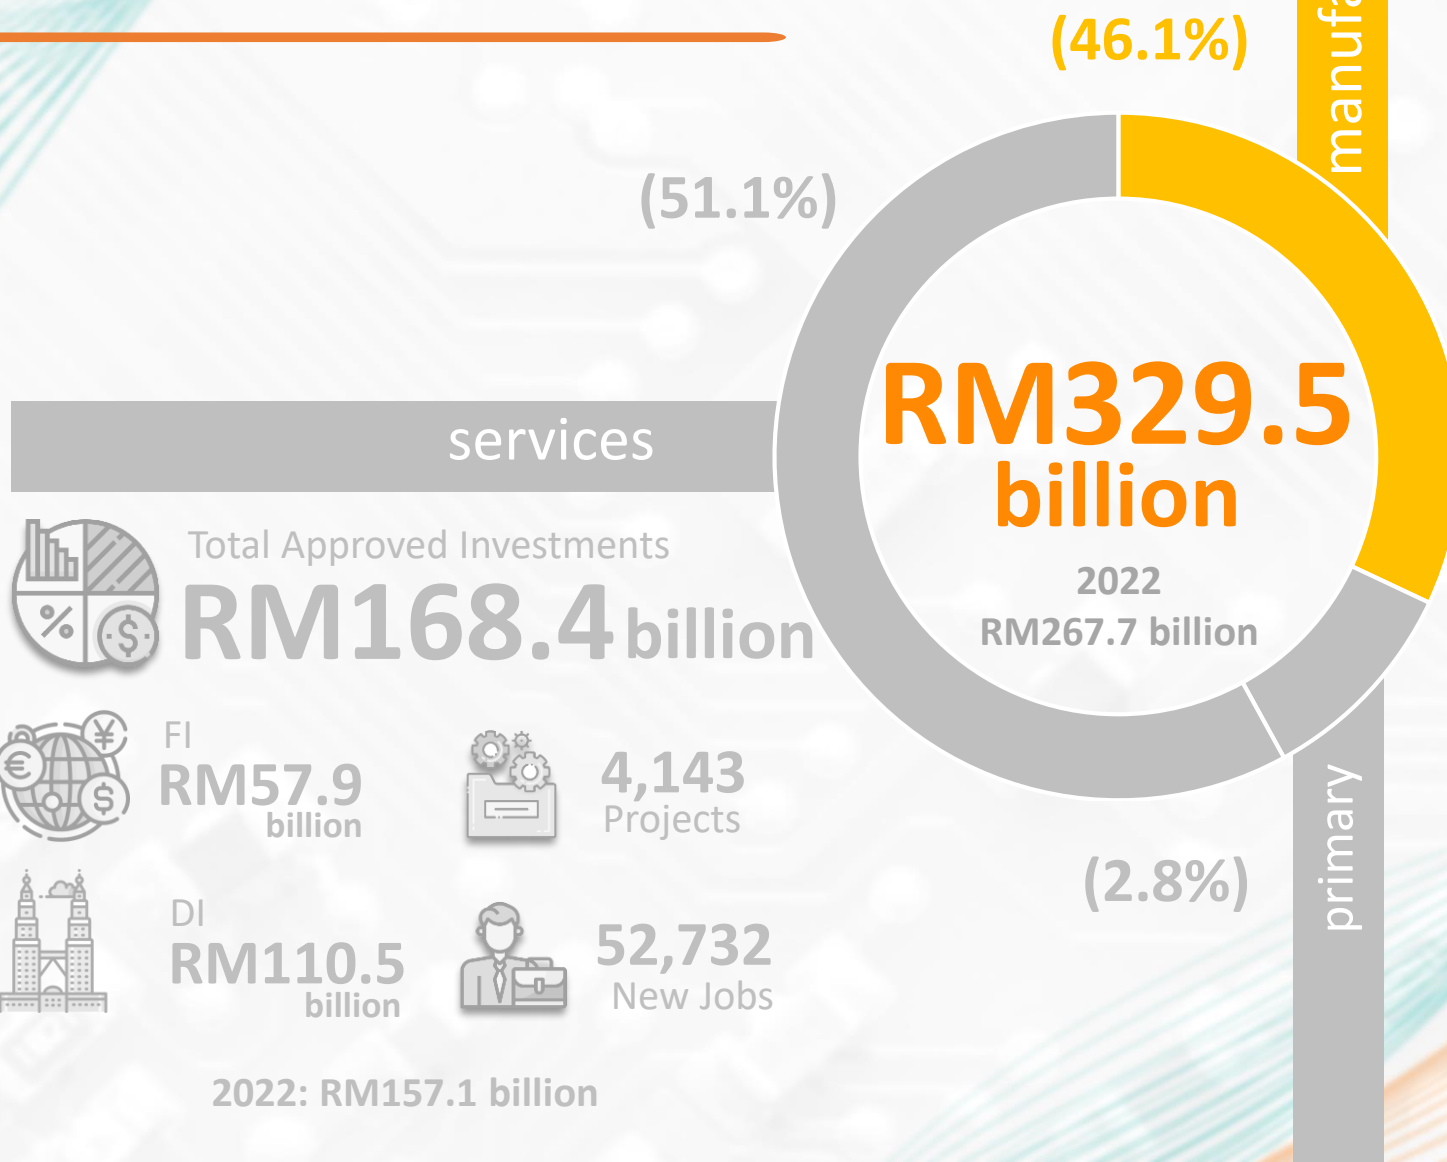 (46.1%)
(51.1%)
RM329.5
billion
2022
RM267.7 billion
services
Total Approved Investments
RM168.4 billion
FI
RM57.9
billion
4,143
Projects
DI
RM110.5
billion
52,732
New Jobs
2022: RM157.1 billion
(2.8%)
primary